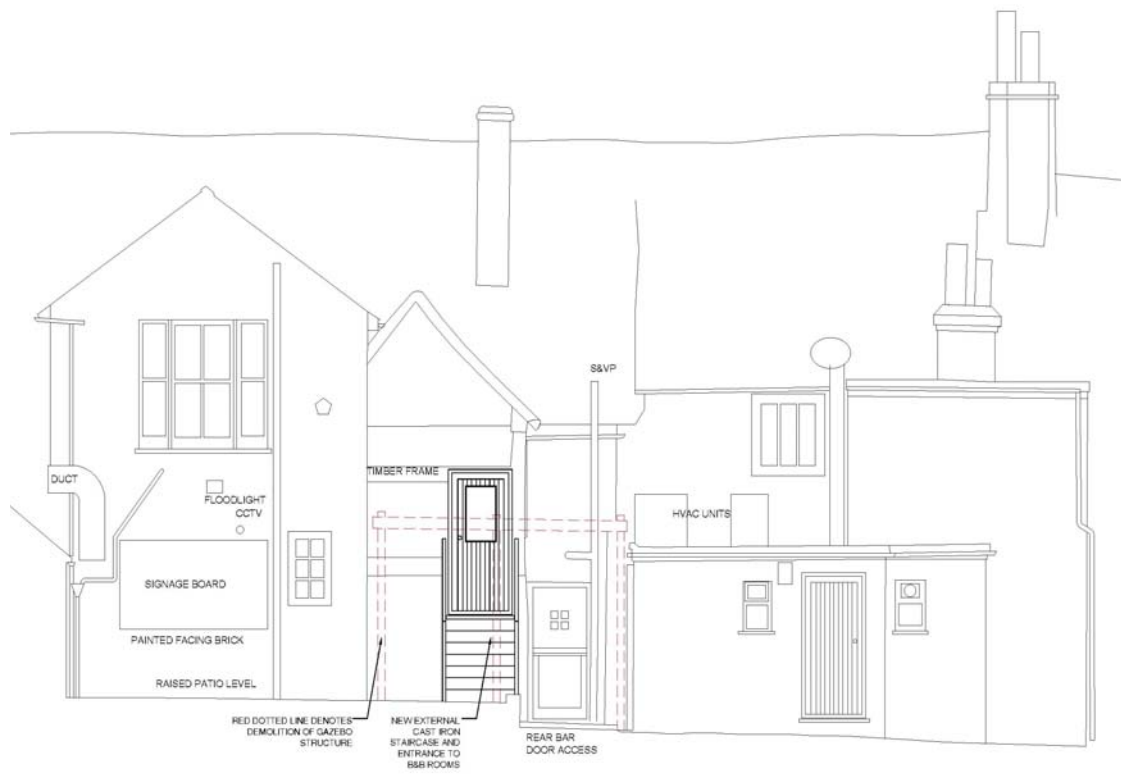 S&VP
TIMBER FRAME
DUCT
FLOODLIGHT
CCTV
HVAC UNITS
SIGNAGE BOARD
PAINTED FACING BRICK
RAISED PATIO LEVEL
RED DOTTED LINE DENOTES
DEMOLITION OF GAZEBO
STRUCTURE
NEW EXTERNAL
CAST IRON
STAIRCASE AND
ENTRANCE TO
B&B ROOMS
REAR BAR
DOOR ACCESS